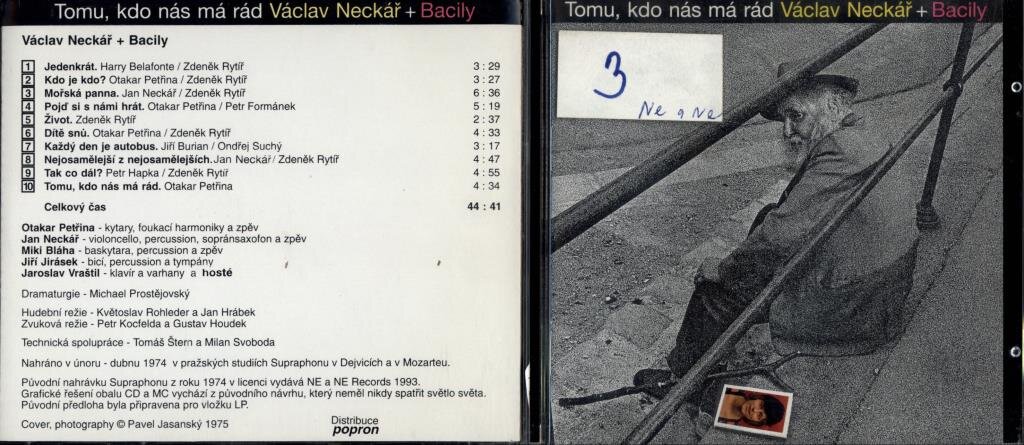 Tomu, kdo nás má rád Václav Neckář + Bacily
Václav Neckář + Bacily
1 Jedenkrát. Harry Belafonte / Zdeněk Rytíř 3 : 29
2 Kdo je kdo? Otakar Petřina / Zdeněk Rytíř 3 : 27
3 Mořská panna. Jan Neckář / Zdeněk Rytíř 6 : 36
4 Pojď si s námi hrát. Otakar Petřina / Petr Formánek 5 : 19
5 Život. Zdeněk Rytíř 2 : 37
6 Dítě snů. Otakar Petřina / Zdeněk Rytíř 4 : 33
7 Každý den je autobus. Jiří Burian / Ondřej Suchý 3 : 17
8 Nejosamělejší z nejosamělejších. Jan Neckář / Zdeněk Rytíř 4 : 47
9 Tak co dál? Petr Hapka / Zdeněk Rytíř 4 : 55
10 Tomu, kdo nás má rád. Otakar Petřina 4 : 34
Celkový čas 44 : 41
Otakar Petřina - kytary, foukací harmoniky a zpěv
Jan Neckář - violoncello, percussion, sopránsaxofon a zpěv
Miki Bláha - baskytara, percussion a zpěv
Jiří Jirásek - bicí, percussion a tympány
Jaroslav Vraštil - klavír a varhany a hosté
Dramaturgie - Michael Prostějovský
Hudební režie - Květoslav Rohleder a Jan Hrábek
Zvuková režie - Petr Kocfelda a Gustav Houdek
Technická spolupráce - Tomáš Štern a Milan Svoboda
Nahráno v únoru - dubnu 1974 v pražských studiích Supraphonu v Dejvicích a v Mozarteu.
Původní nahrávku Supraphonu z roku 1974 v licenci vydává NE a NE Records 1993.
Grafické řešení obalu CD a MC vychází z původního návrhu, který neměl nikdy spatřit světlo světa.
Původní předloha byla připravena pro vložku LP.
Cover, photography © Pavel Jasanský 1975
Distribuce
popron
Tomu, kdo nás má rád Václav Neckář + Bacily
3
Ne a Ne